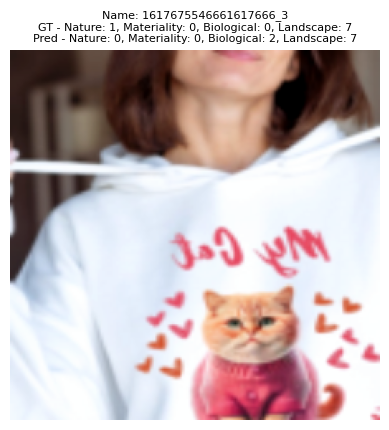 Name: 1617675546661617666_3
GT - Nature: 1, Materiality: 0, Biological: 0, Landscape: 7
Pred - Nature: 0, Materiality: 0, Biological: 2, Landscape: 7
My Cat